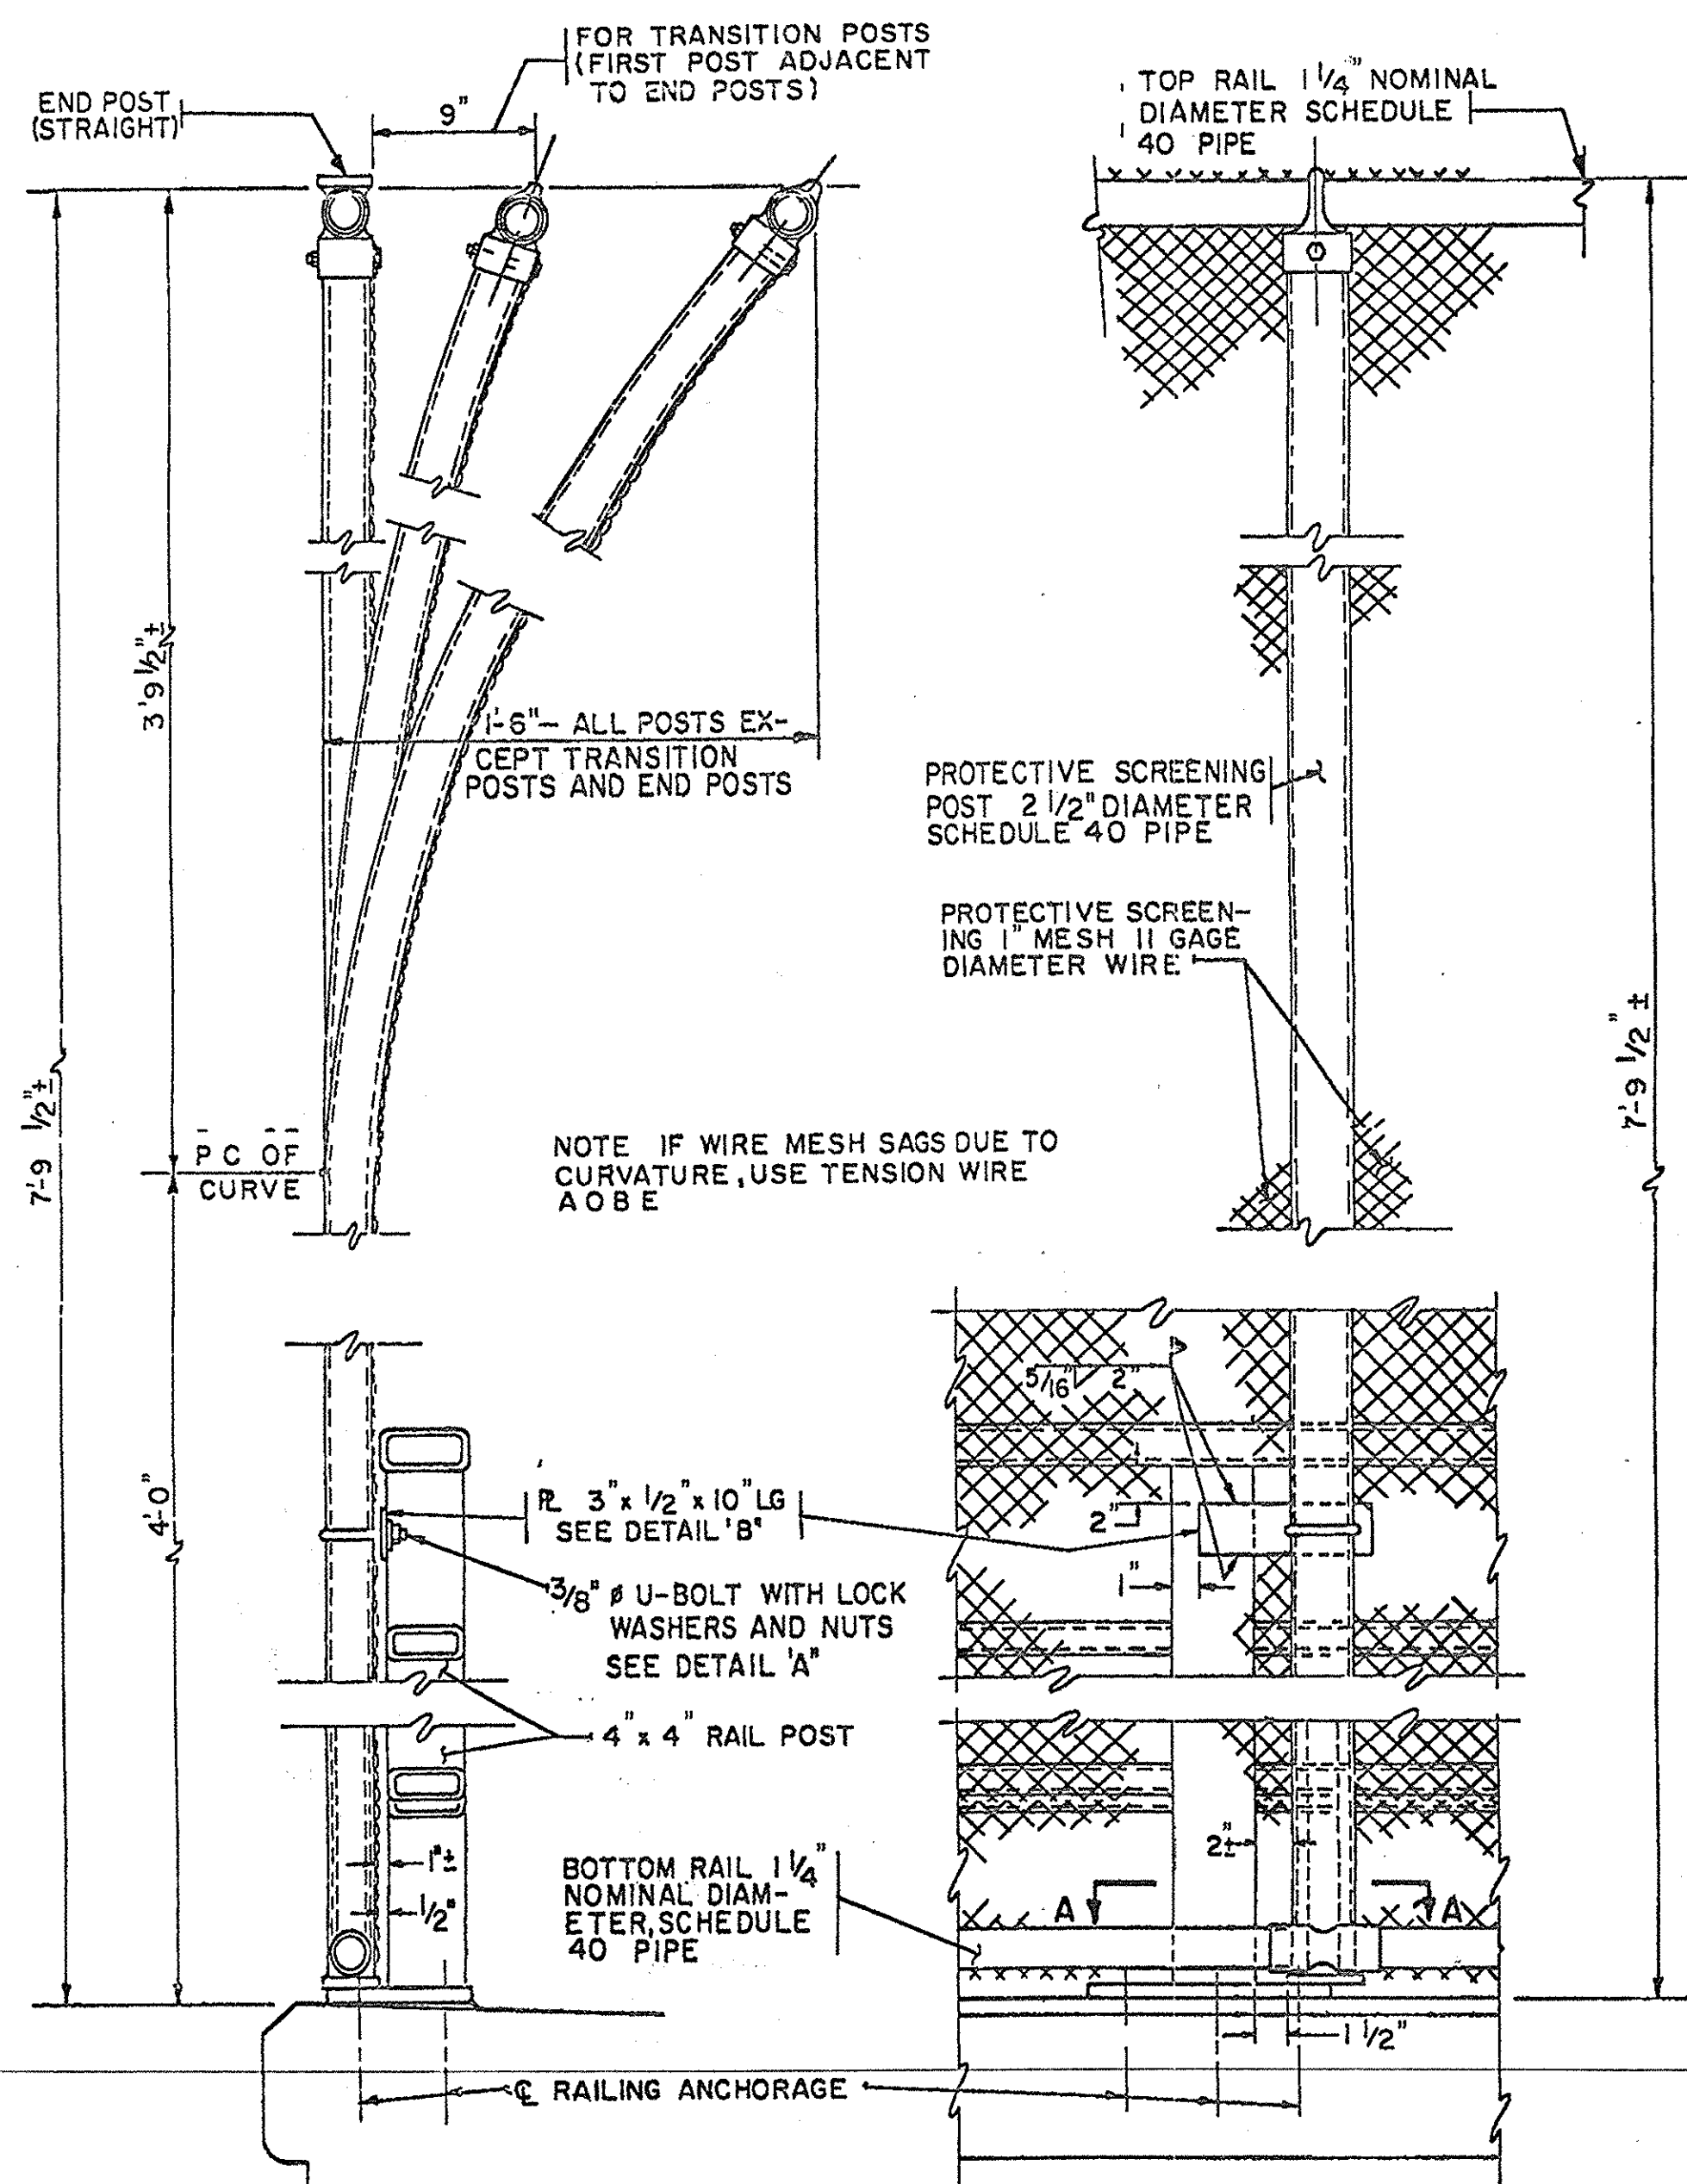 FOR TRANSITION POSTS
(FIRST POST ADJACENT
TO END POSTS)
END POST
(STRAIGHT)
9"
TOP RAIL 1 1/4" NOMINAL
DIAMETER SCHEDULE
40 PIPE
3'9 1/2"±
7'-9 1/2"±
1'-6"- ALL POSTS EX-
CEPT TRANSITION
POSTS AND END POSTS
PROTECTIVE SCREENING
POST 2 1/2" DIAMETER
SCHEDULE 40 PIPE
PROTECTIVE SCREEN-
ING 1" MESH 11 GAGE
DIAMETER WIRE
7'-9 1/2" ±
P C OF
CURVE
NOTE IF WIRE MESH SAGS DUE TO
CURVATURE, USE TENSION WIRE
A O B E
4'-0"
5/16" 2"
PL 3" x 1/2" x 10" LG
SEE DETAIL 'B'
2"
1"
3/8" ø U-BOLT WITH LOCK
WASHERS AND NUTS
SEE DETAIL 'A'
4" x 4" RAIL POST
1"±
1/2"
2"±
BOTTOM RAIL 1 1/4"
NOMINAL DIAM-
ETER, SCHEDULE
40 PIPE
A A
1 1/2"
CL RAILING ANCHORAGE